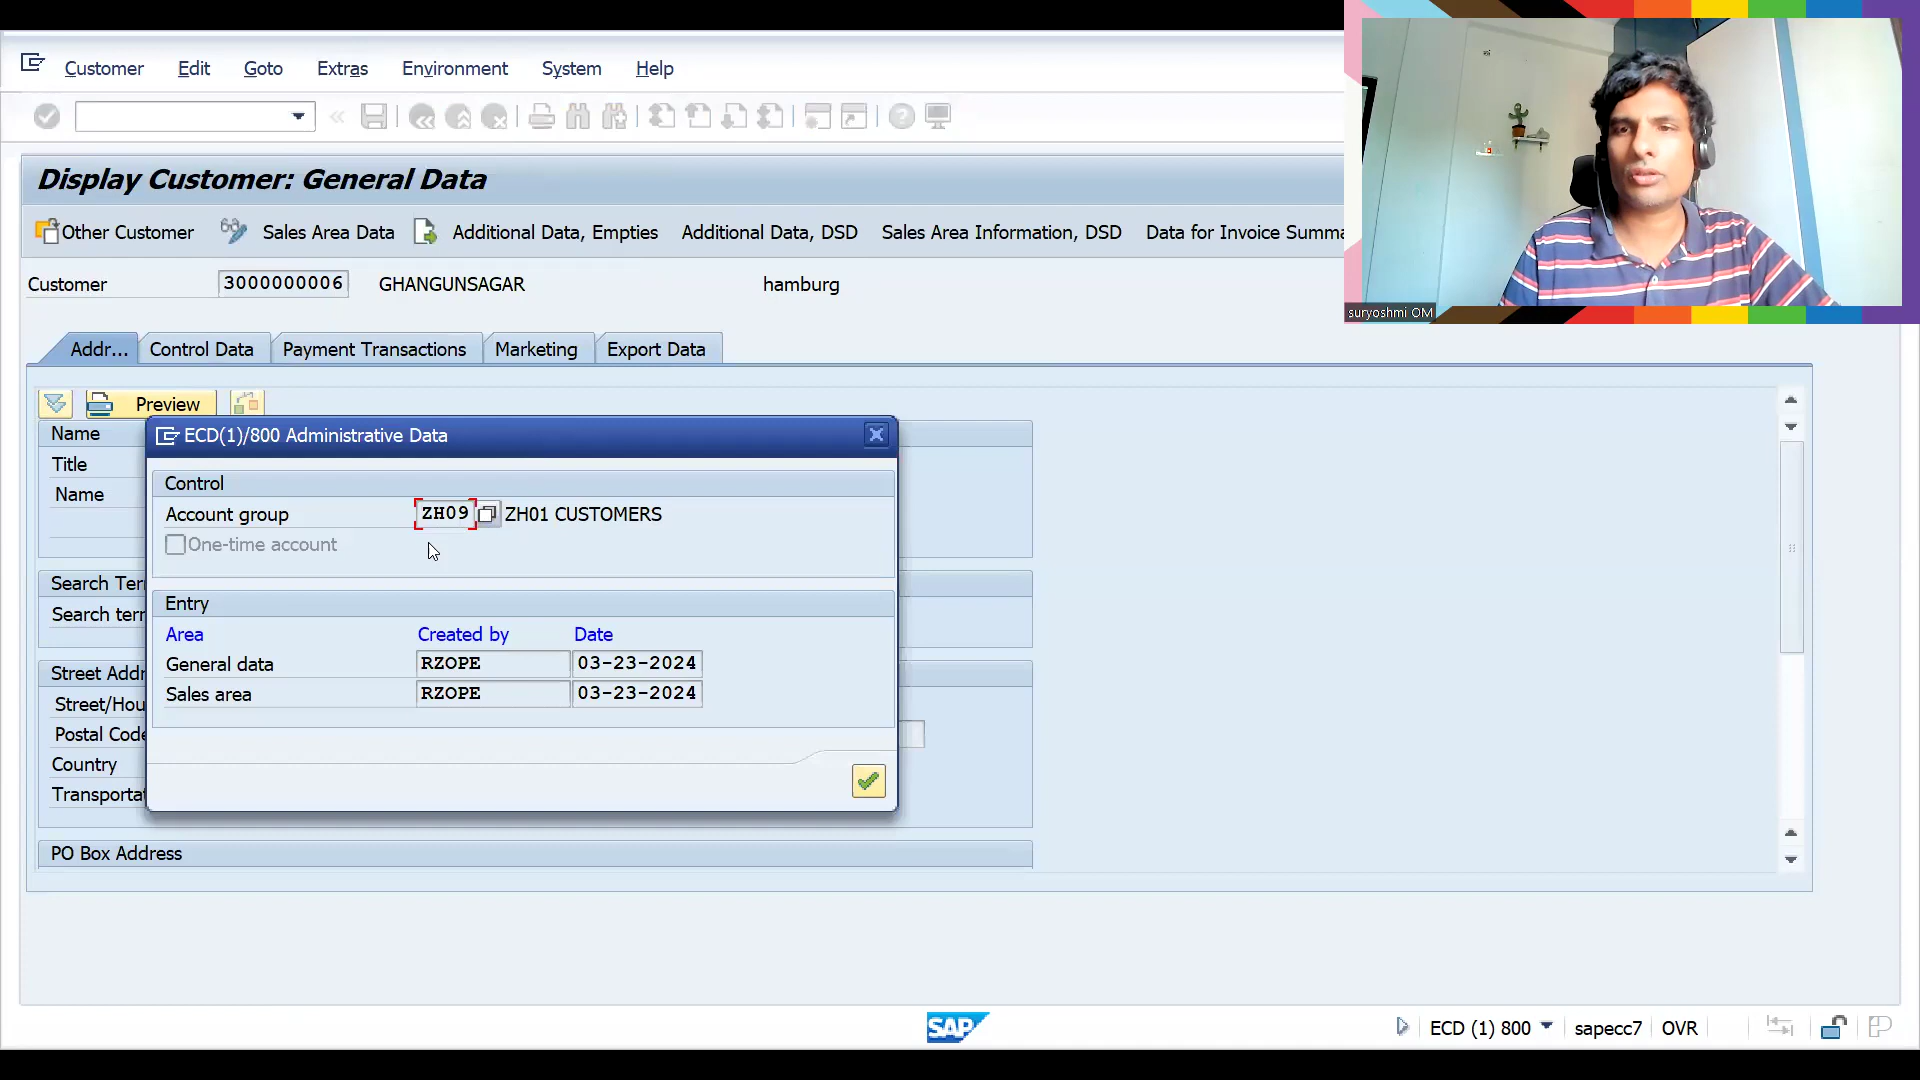 Customer Edit Goto Extras Environment System Help
Display Customer: General Data
Other Customer Sales Area Data Additional Data, Empties Additional Data, DSD Sales Area Information, DSD Data for Invoice Summa
suryoshmi OM
Customer 3000000006 GHANGUNSAGAR hamburg
Addr... Control Data Payment Transactions Marketing Export Data
Preview
Name
Title
Name
Search Ter
Search tern
Street Addr
Street/Hou
Postal Code
Country
Transportat
PO Box Address
ECD(1)/800 Administrative Data
Control
Account group ZH09 ZH01 CUSTOMERS
One-time account
Entry
Area Created by Date
General data RZOPE 03-23-2024
Sales area RZOPE 03-23-2024
SAP
ECD (1) 800 sapecc7 OVR